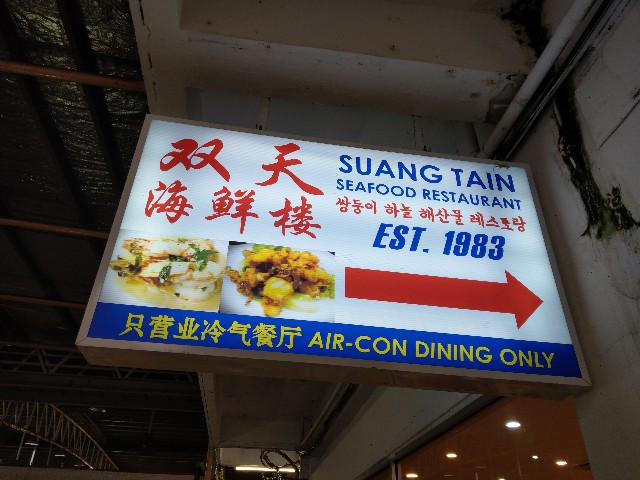 双天
海鲜楼
SUANG TAIN
SEAFOOD RESTAURANT
쌍둥이 하늘 해산물 레스토랑
EST. 1983
只营业冷气餐厅 AIR-CON DINING ONLY